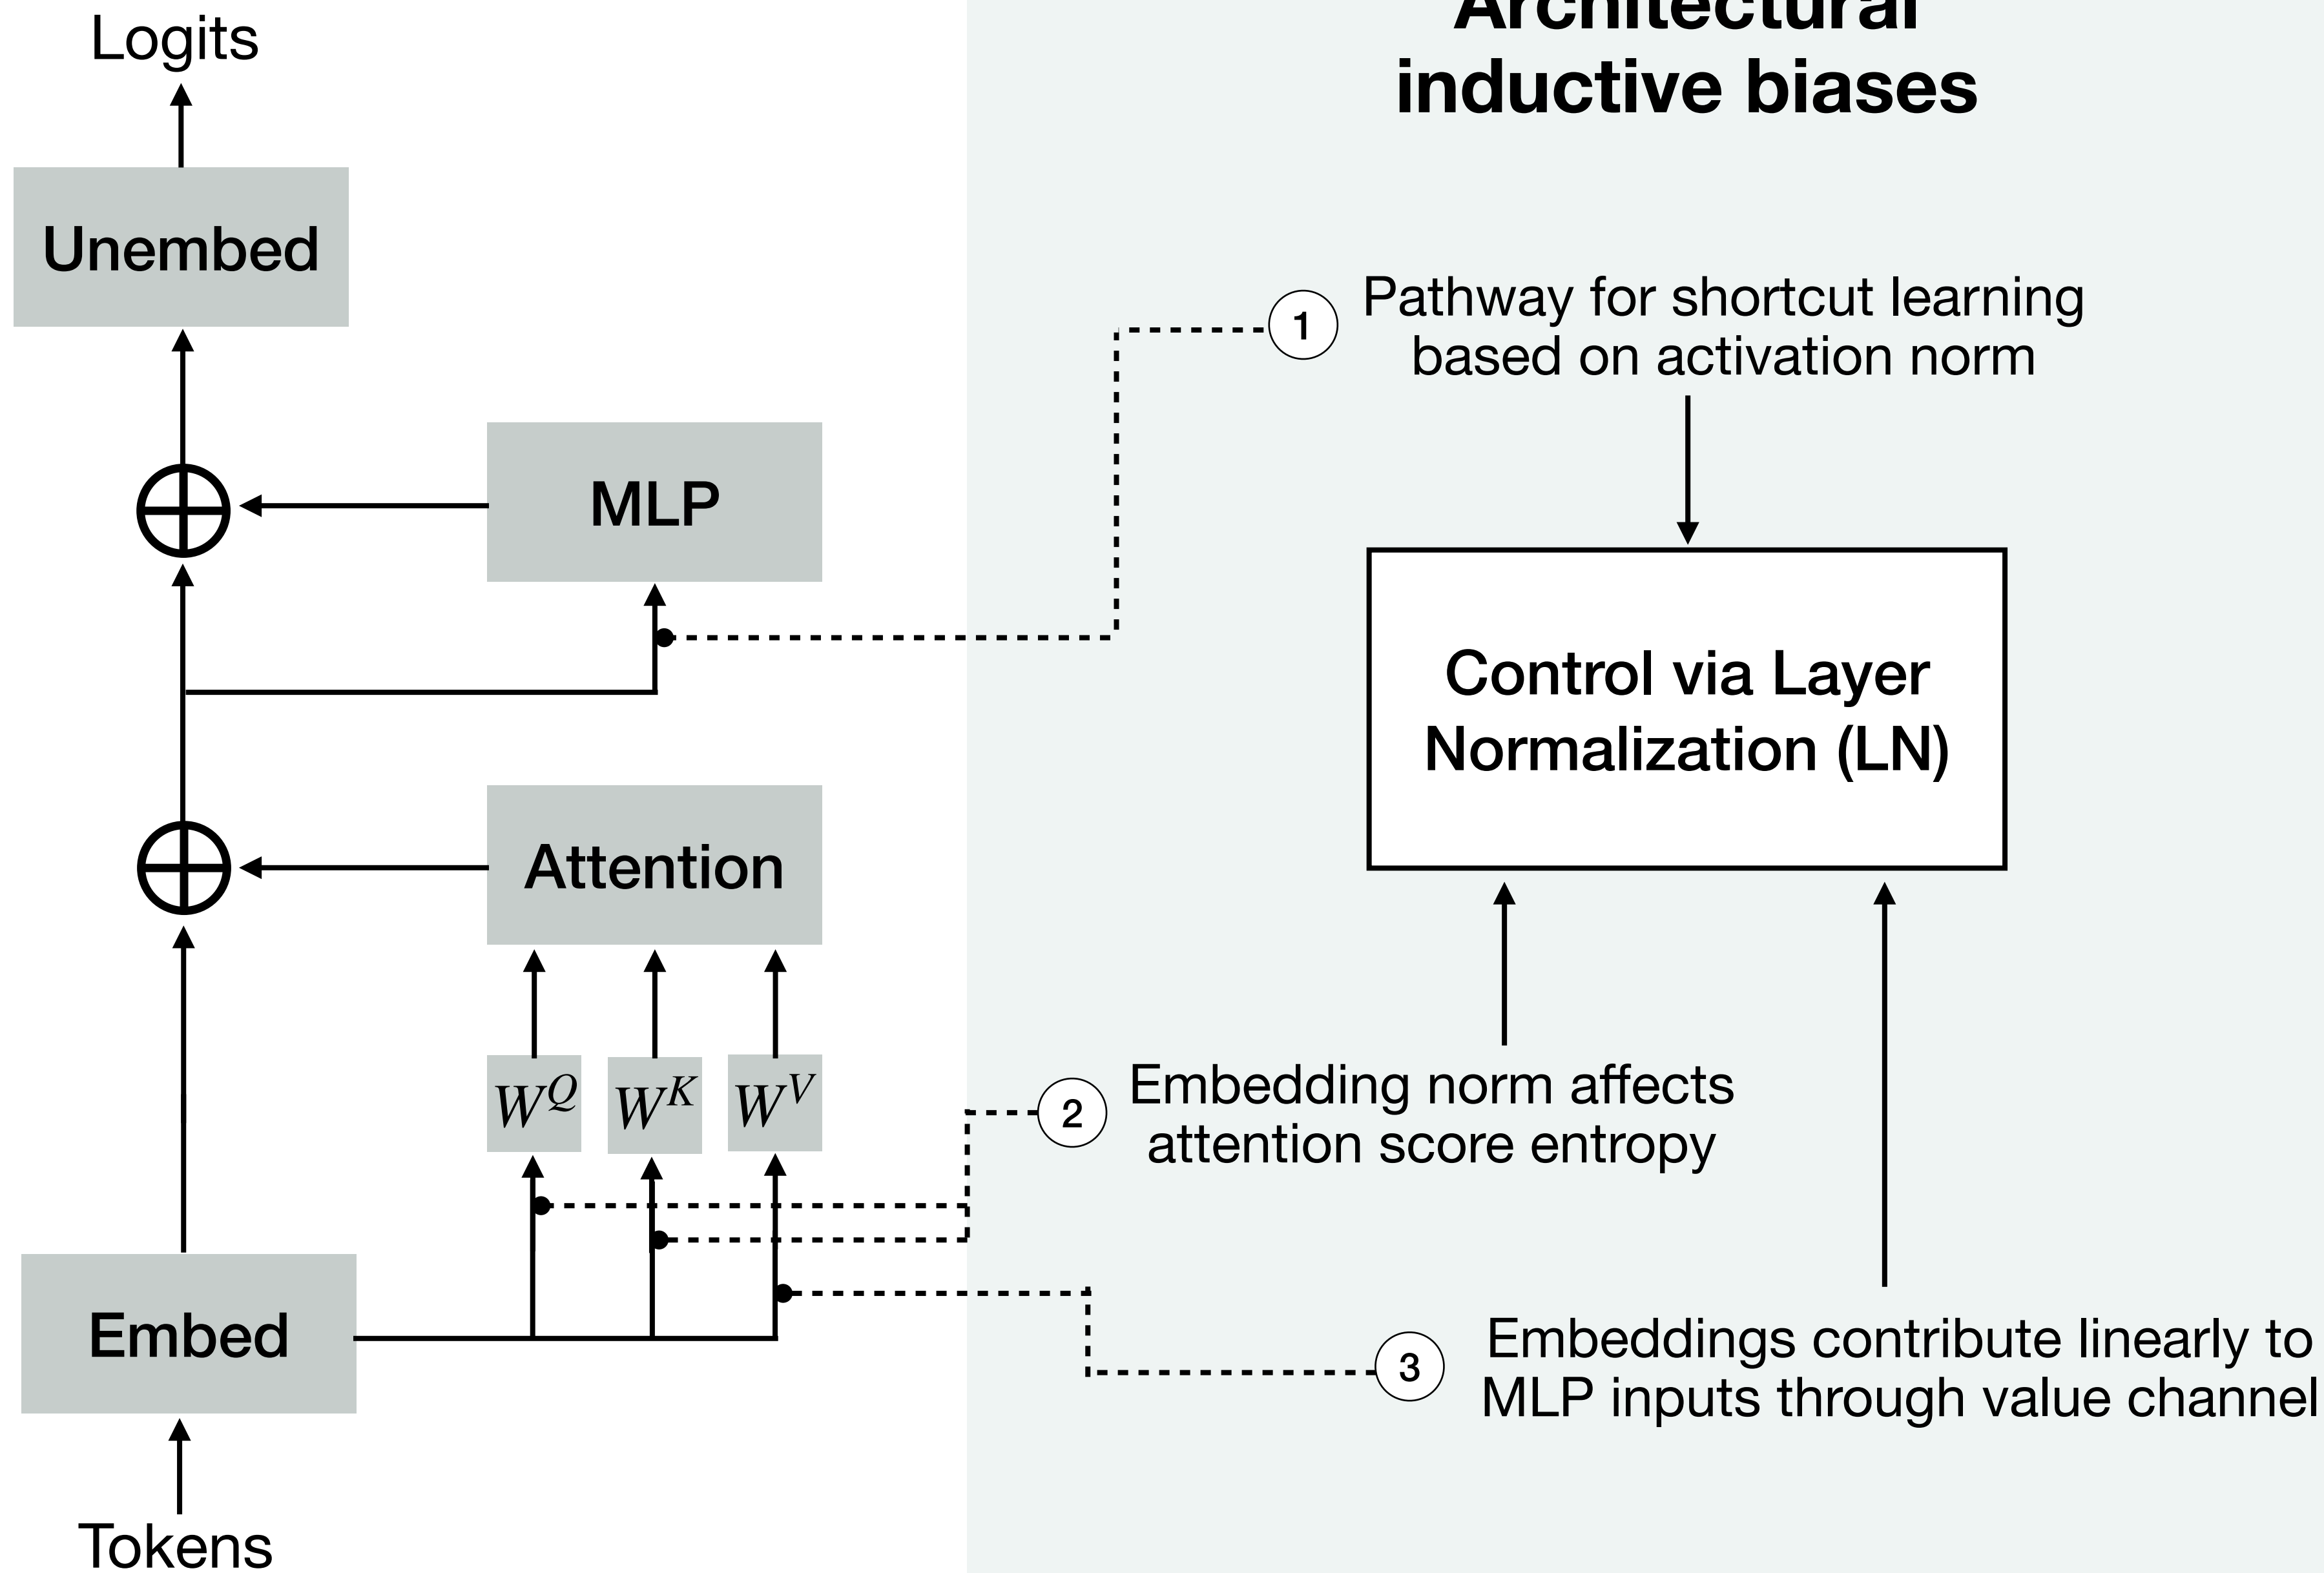 Logits
Unembed
MLP
Attention
W^Q
W^K
W^V
Embed
Tokens
Architectural
inductive biases
1
Pathway for shortcut learning
based on activation norm
Control via Layer
Normalization (LN)
2
Embedding norm affects
attention score entropy
3
Embeddings contribute linearly to
MLP inputs through value channel